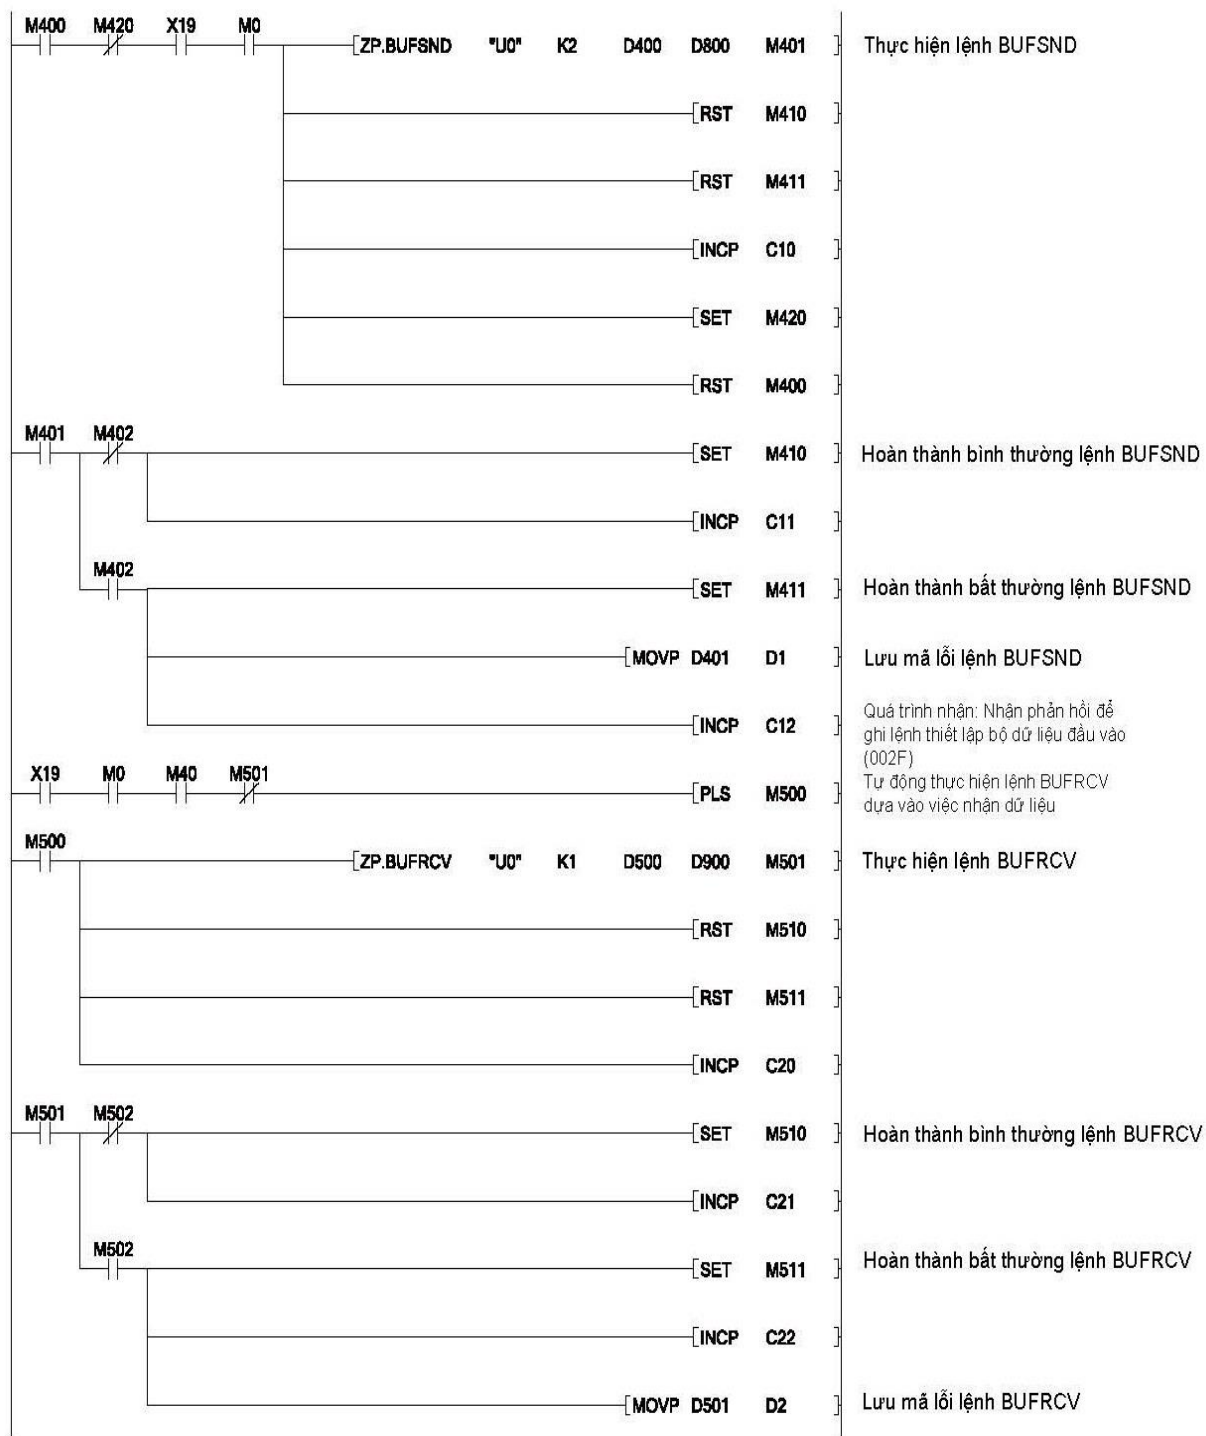 M400 M420 X19 M0
ZP.BUFSND "U0" K2 D400 D800 M401 Thực hiện lệnh BUFSND
RST M410
RST M411
INCP C10
SET M420
RST M400
M401 M402
SET M410 Hoàn thành bình thường lệnh BUFSND
INCP C11
M402
SET M411 Hoàn thành bất thường lệnh BUFSND
MOVP D401 D1 Lưu mã lỗi lệnh BUFSND
INCP C12
Quá trình nhận: Nhận phản hồi để
ghi lệnh thiết lập bộ dữ liệu đầu vào
(002F)
Tự động thực hiện lệnh BUFRCV
dựa vào việc nhận dữ liệu
X19 M0 M40 M501
PLS M500
M500
ZP.BUFRCV "U0" K1 D500 D900 M501 Thực hiện lệnh BUFRCV
RST M510
RST M511
INCP C20
M501 M502
SET M510 Hoàn thành bình thường lệnh BUFRCV
INCP C21
M502
SET M511 Hoàn thành bất thường lệnh BUFRCV
INCP C22
MOVP D501 D2 Lưu mã lỗi lệnh BUFRCV